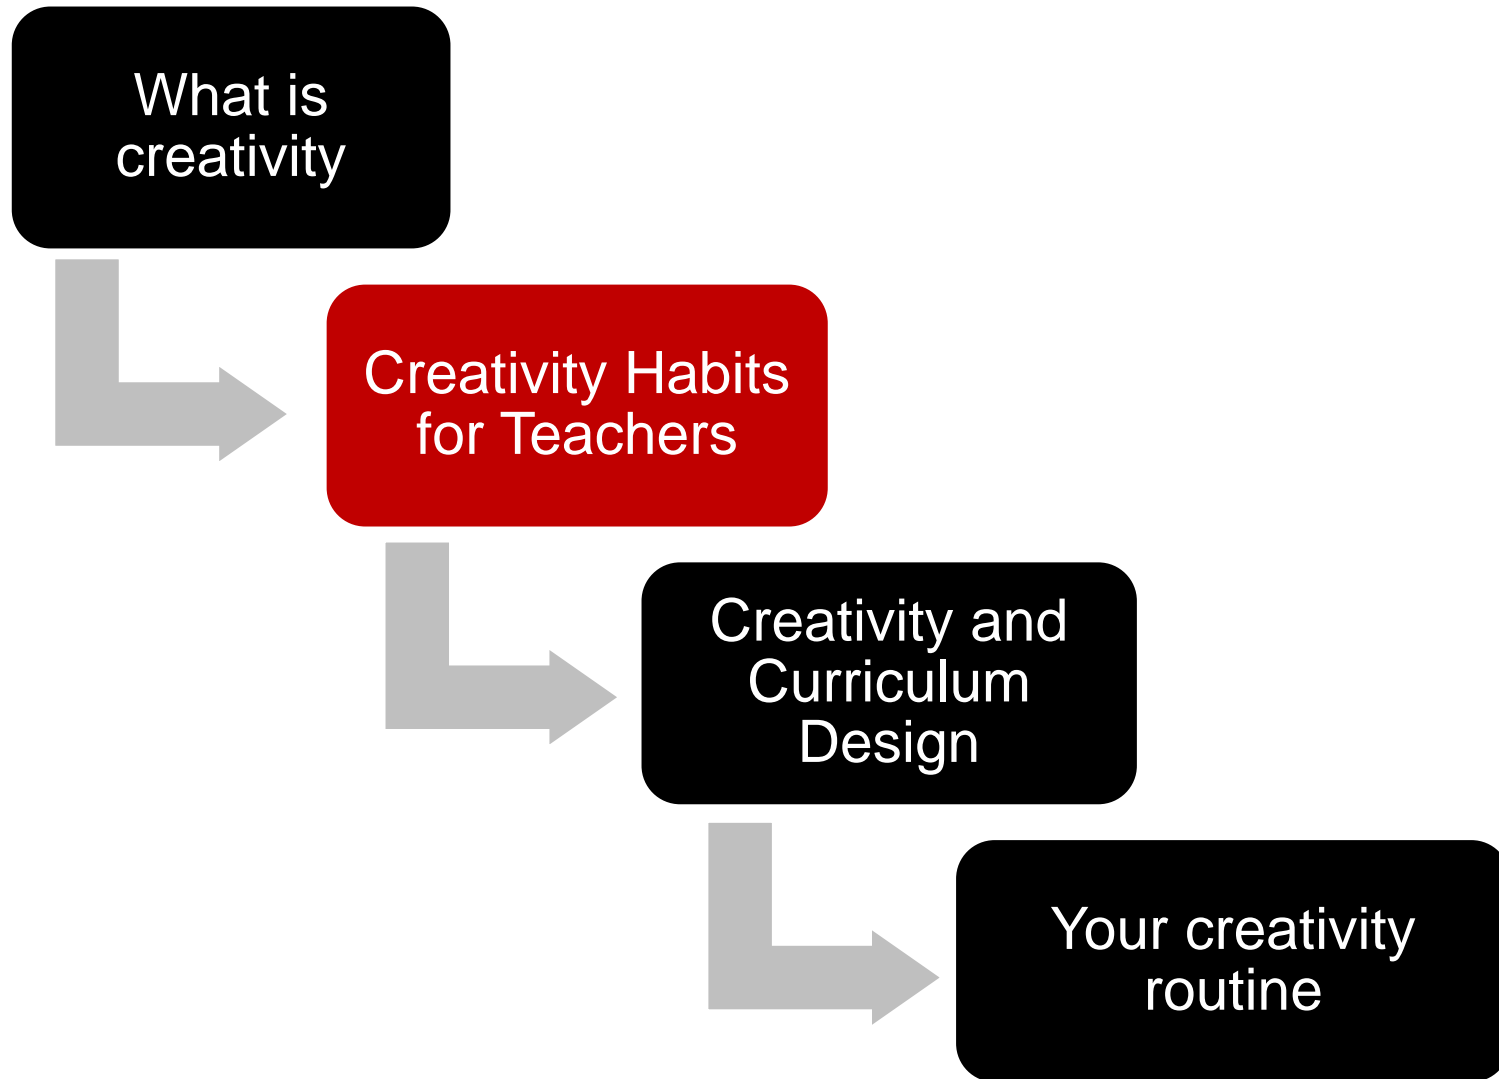 What is
creativity
Creativity Habits
for Teachers
Creativity and
Curriculum
Design
Your creativity
routine